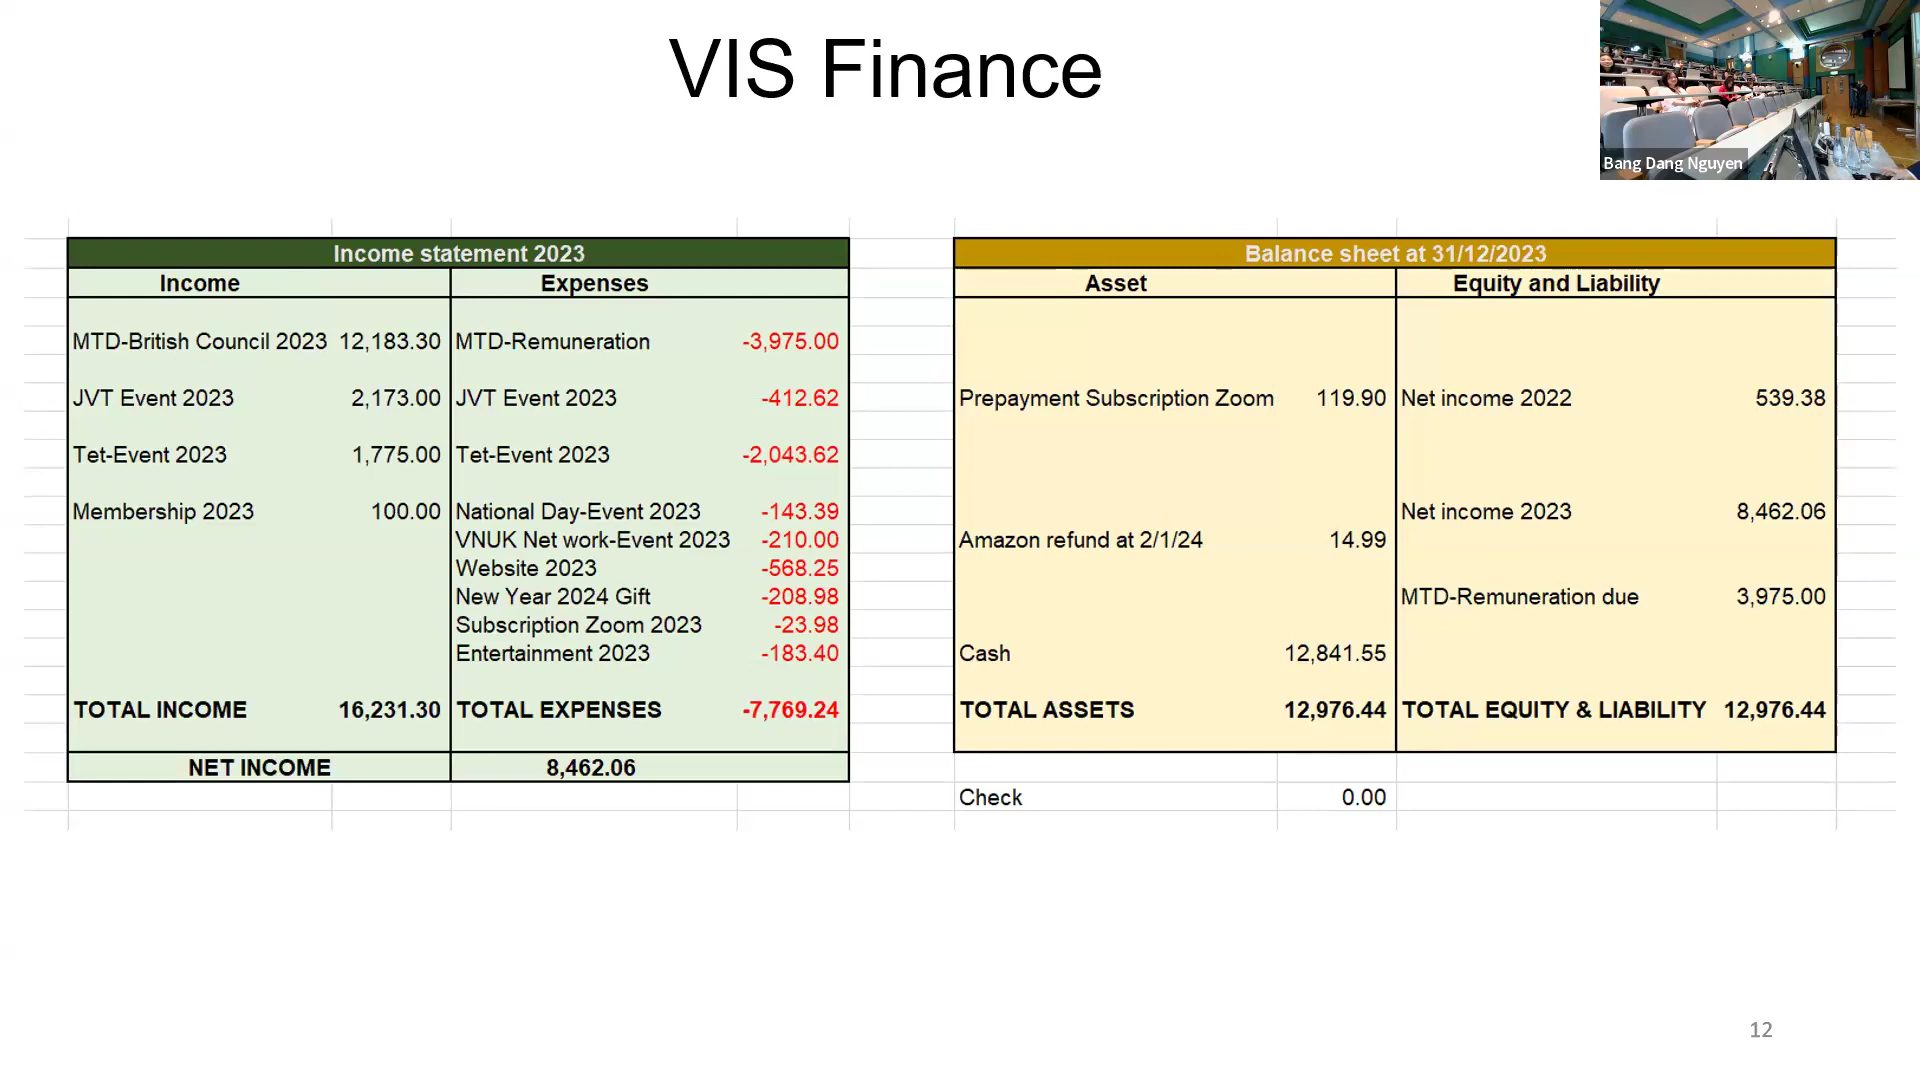 VIS Finance
Bang Dang Nguyen
Income statement 2023
Income Expenses
MTD-British Council 2023 12,183.30 MTD-Remuneration -3,975.00
JVT Event 2023 2,173.00 JVT Event 2023 -412.62
Tet-Event 2023 1,775.00 Tet-Event 2023 -2,043.62
Membership 2023 100.00 National Day-Event 2023 -143.39
VNUK Net work-Event 2023 -210.00
Website 2023 -568.25
New Year 2024 Gift -208.98
Subscription Zoom 2023 -23.98
Entertainment 2023 -183.40
TOTAL INCOME 16,231.30 TOTAL EXPENSES -7,769.24
NET INCOME 8,462.06
Balance sheet at 31/12/2023
Asset Equity and Liability
Prepayment Subscription Zoom 119.90 Net income 2022 539.38
Net income 2023 8,462.06
Amazon refund at 2/1/24 14.99
MTD-Remuneration due 3,975.00
Cash 12,841.55
TOTAL ASSETS 12,976.44 TOTAL EQUITY & LIABILITY 12,976.44
Check 0.00
12